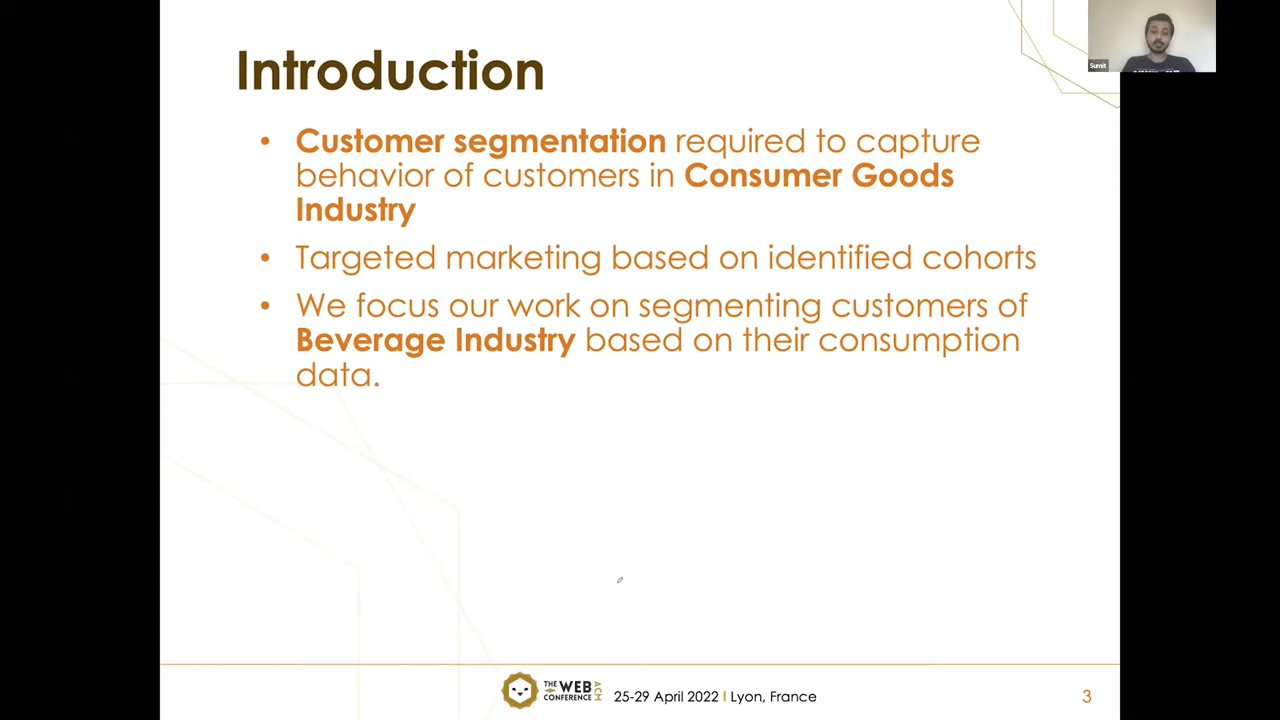 Introduction
Sumit
• Customer segmentation required to capture
behavior of customers in Consumer Goods
Industry
• Targeted marketing based on identified cohorts
• We focus our work on segmenting customers of
Beverage Industry based on their consumption
data.
THE WEB
CONFERENCE
ACM
25-29 April 2022 I Lyon, France
3